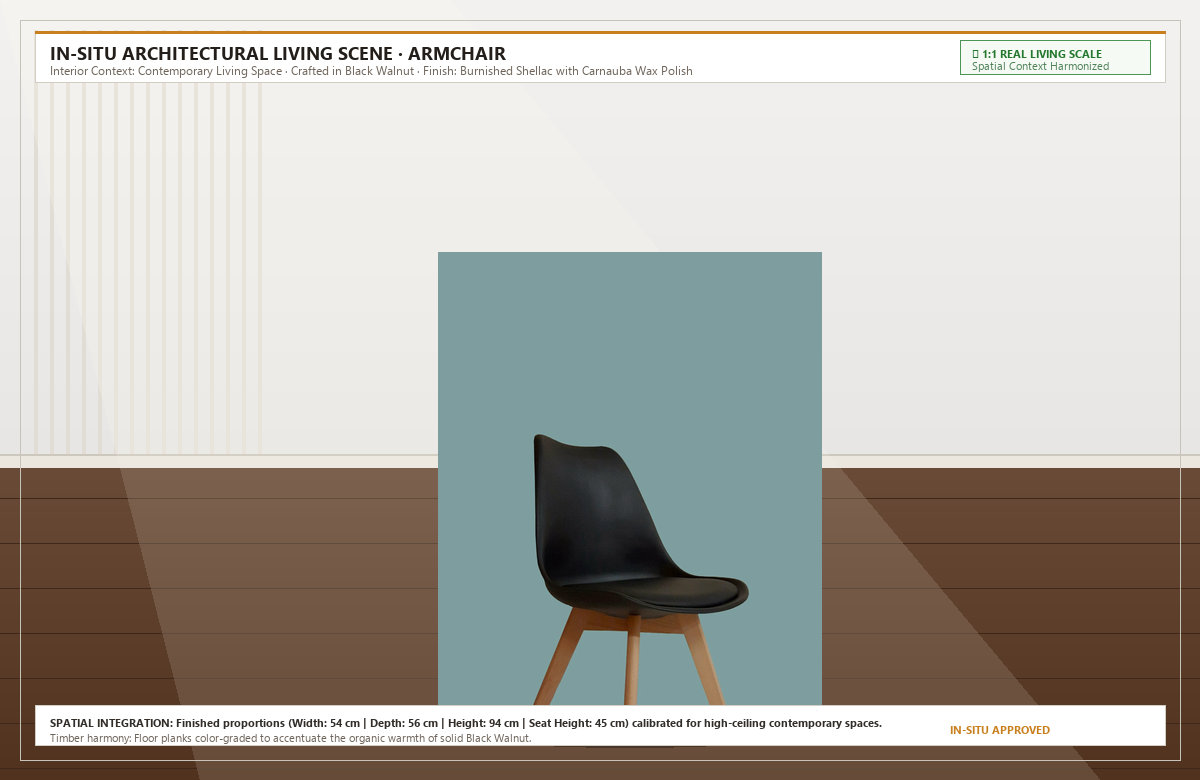 IN-SITU ARCHITECTURAL LIVING SCENE · ARMCHAIR
Interior Context: Contemporary Living Space · Crafted in Black Walnut · Finish: Burnished Shellac with Carnauba Wax Polish
1:1 REAL LIVING SCALE
Spatial Context Harmonized
SPATIAL INTEGRATION: Finished proportions (Width: 54 cm | Depth: 56 cm | Height: 94 cm | Seat Height: 45 cm) calibrated for high-ceiling contemporary spaces.
Timber harmony: Floor planks color-graded to accentuate the organic warmth of solid Black Walnut.
IN-SITU APPROVED